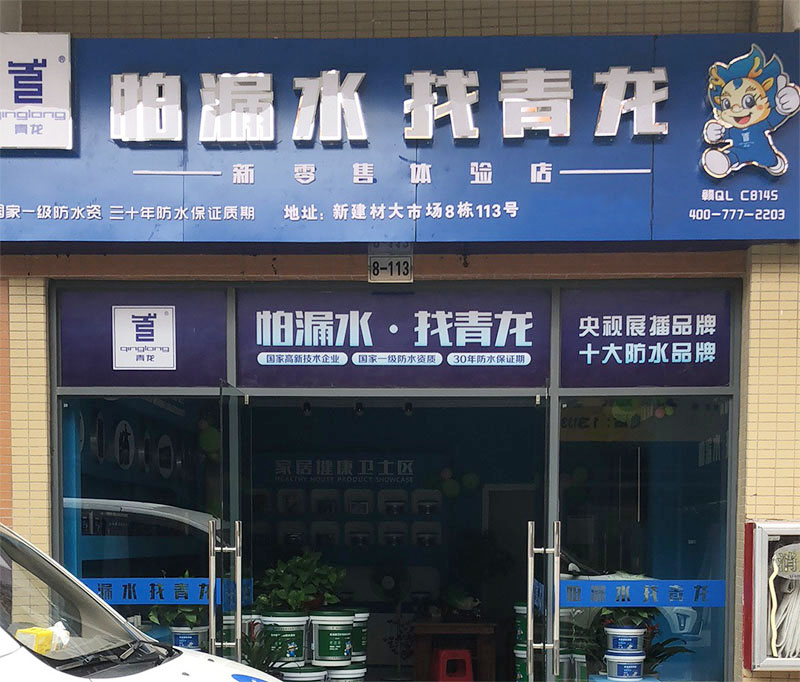 qinglong
青龙
怕漏水 找青龙
新零售体验店
国家一级防水资 三十年防水保证质期 地址：新建材大市场8栋113号
赣QL C8145
400-777-2203
8-113
qinglong
青龙
怕漏水·找青龙
国家高新技术企业 国家一级防水资质 30年防水保证期
央视展播品牌
十大防水品牌
家居健康卫士区
HEALTHY HOUSE PRODUCT SHOWCASE
漏水找青龙
怕漏水找青龙
消